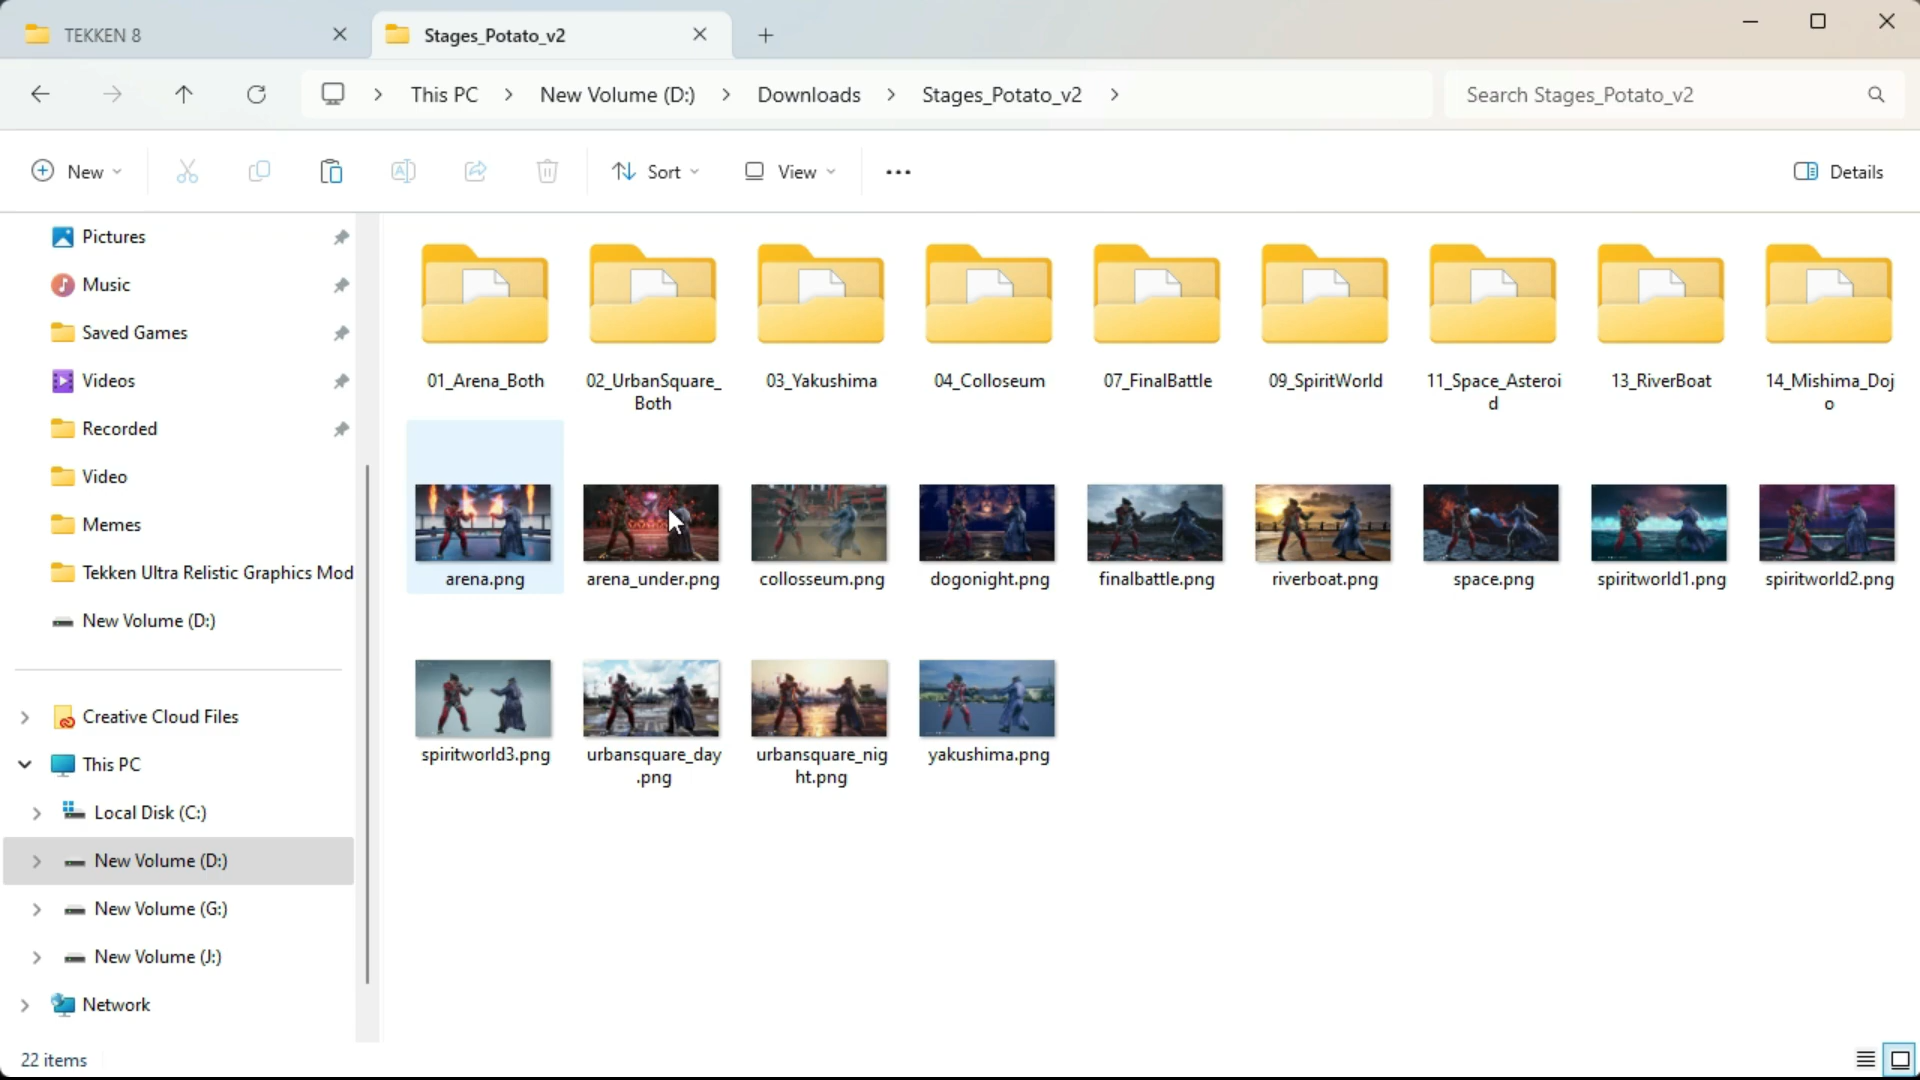 TEKKEN 8
Stages_Potato_v2
This PC
New Volume (D:)
Downloads
Stages_Potato_v2
Search Stages_Potato_v2
New
Sort
View
Details
Pictures
Music
Saved Games
Videos
Recorded
Video
Memes
Tekken Ultra Relistic Graphics Mod
New Volume (D:)
Creative Cloud Files
This PC
Local Disk (C:)
New Volume (D:)
New Volume (G:)
New Volume (J:)
Network
01_Arena_Both
02_UrbanSquare_
Both
03_Yakushima
04_Colloseum
07_FinalBattle
09_SpiritWorld
11_Space_Asteroi
d
13_RiverBoat
14_Mishima_Doj
o
arena.png
arena_under.png
collosseum.png
dogonight.png
finalbattle.png
riverboat.png
space.png
spiritworld1.png
spiritworld2.png
spiritworld3.png
urbansquare_day
.png
urbansquare_nig
ht.png
yakushima.png
22 items